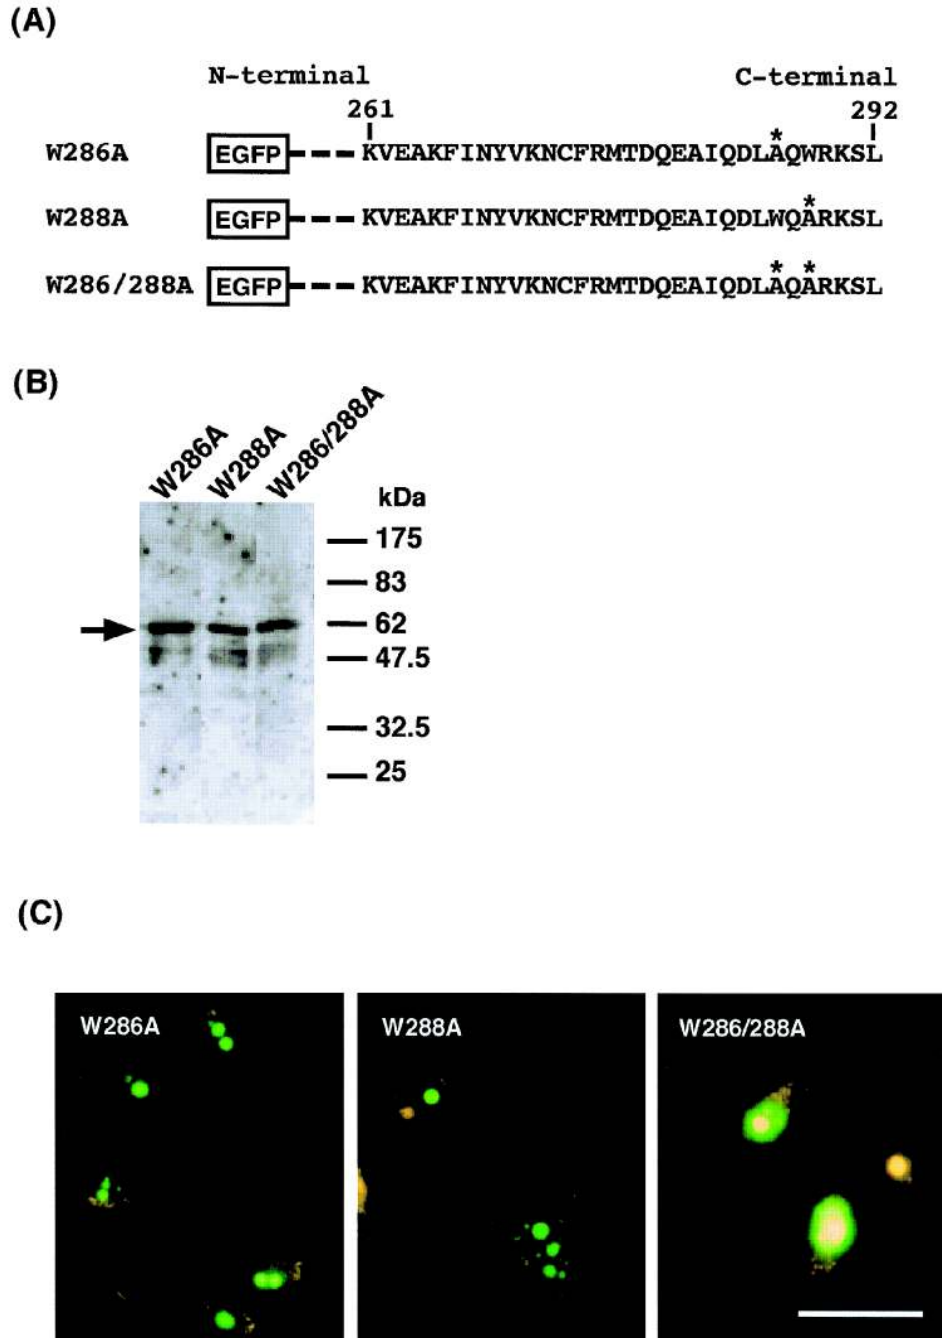 (A)
N-terminal C-terminal
261 292
* 
W286A EGFP KVEAKFINYVKNCFRMTDQEAIQDLAQWRKSL
*
W288A EGFP KVEAKFINYVKNCFRMTDQEAIQDLWQARKSL
* *
W286/288A EGFP KVEAKFINYVKNCFRMTDQEAIQDLAQARKSL
(B)
W286A W288A W286/288A
kDa
175
83
62
47.5
32.5
25
(C)
W286A W288A W286/288A